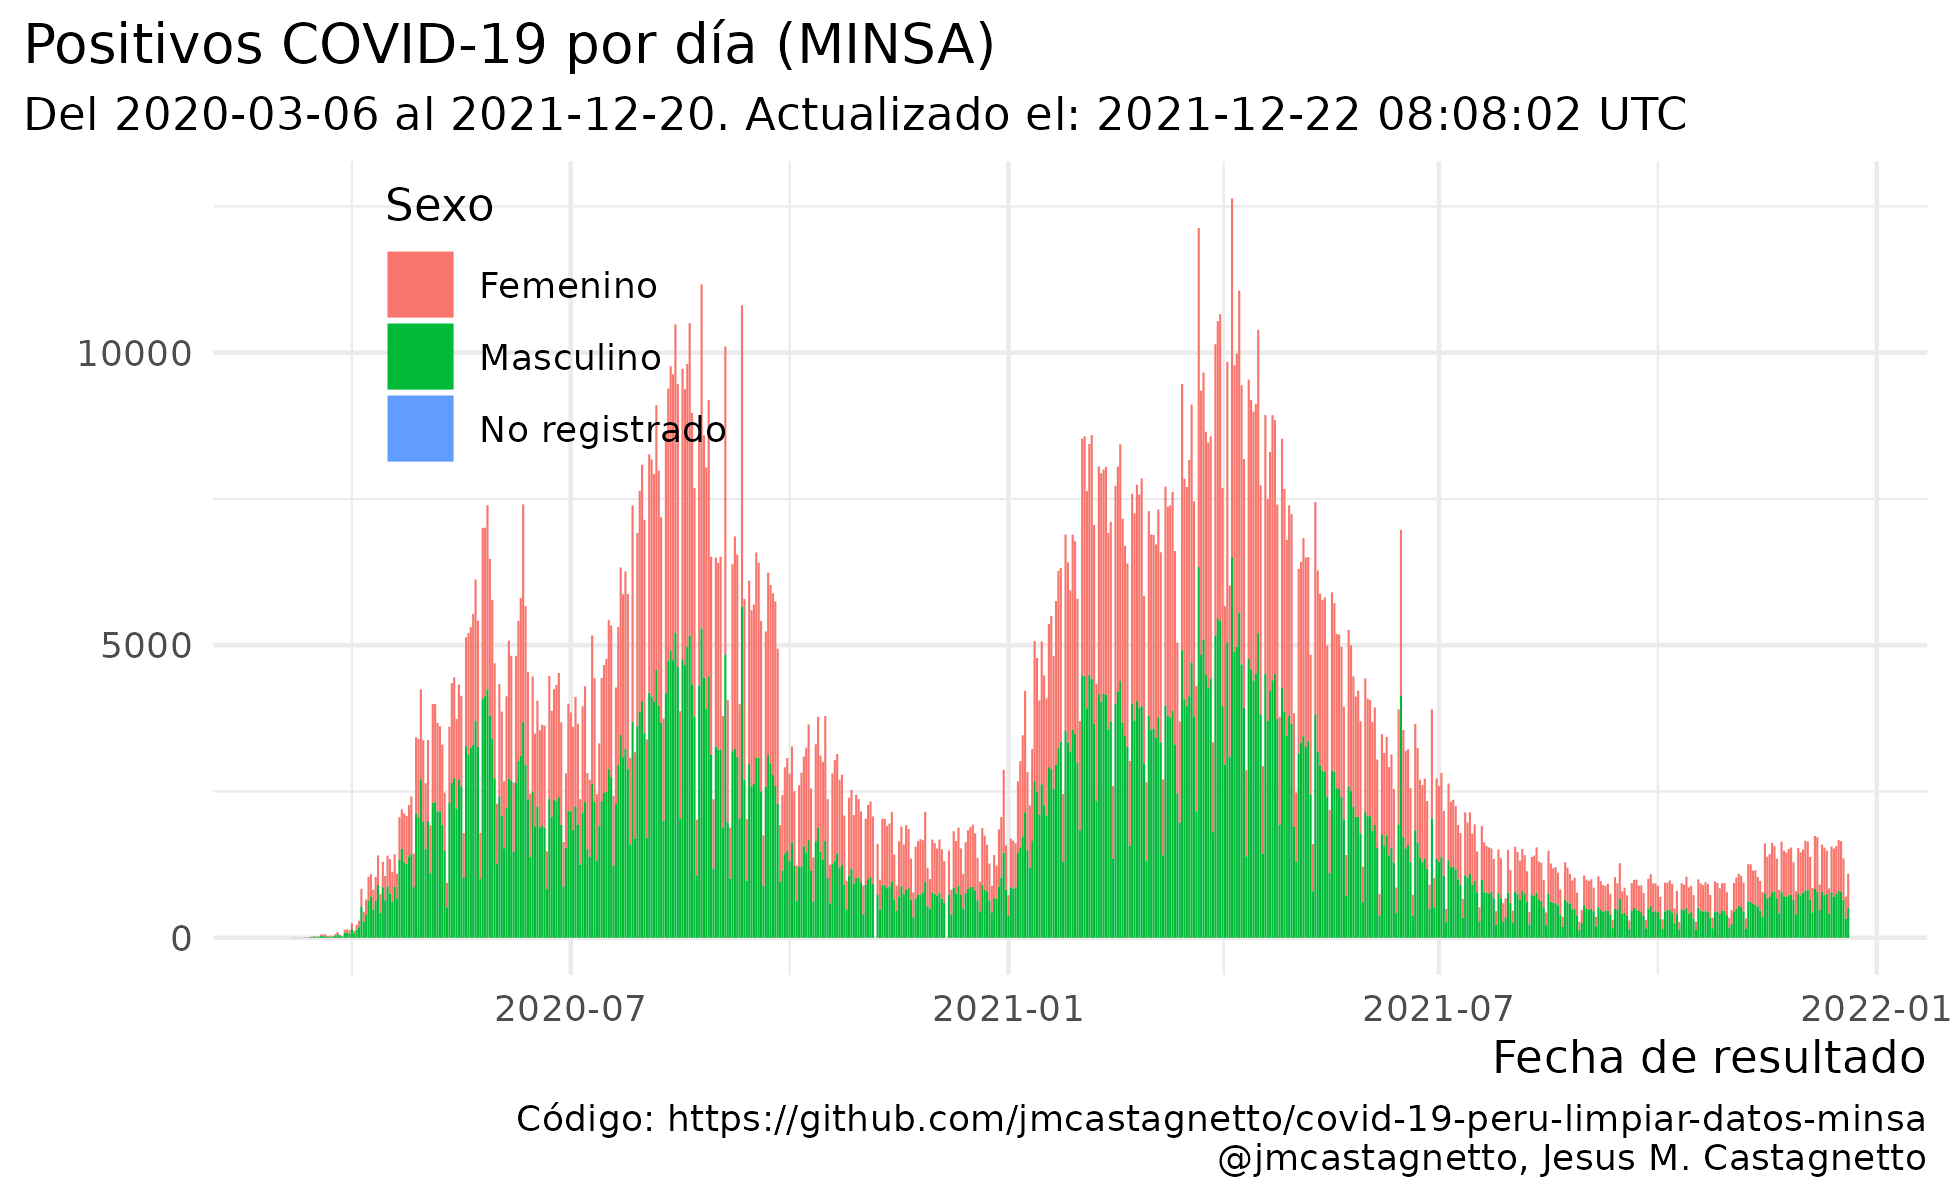 Positivos COVID-19 por día (MINSA)
Del 2020-03-06 al 2021-12-20. Actualizado el: 2021-12-22 08:08:02 UTC
Sexo
Femenino
Masculino
No registrado
10000
5000
0
2020-07
2021-01
2021-07
2022-01
Fecha de resultado
Código: https://github.com/jmcastagnetto/covid-19-peru-limpiar-datos-minsa
@jmcastagnetto, Jesus M. Castagnetto